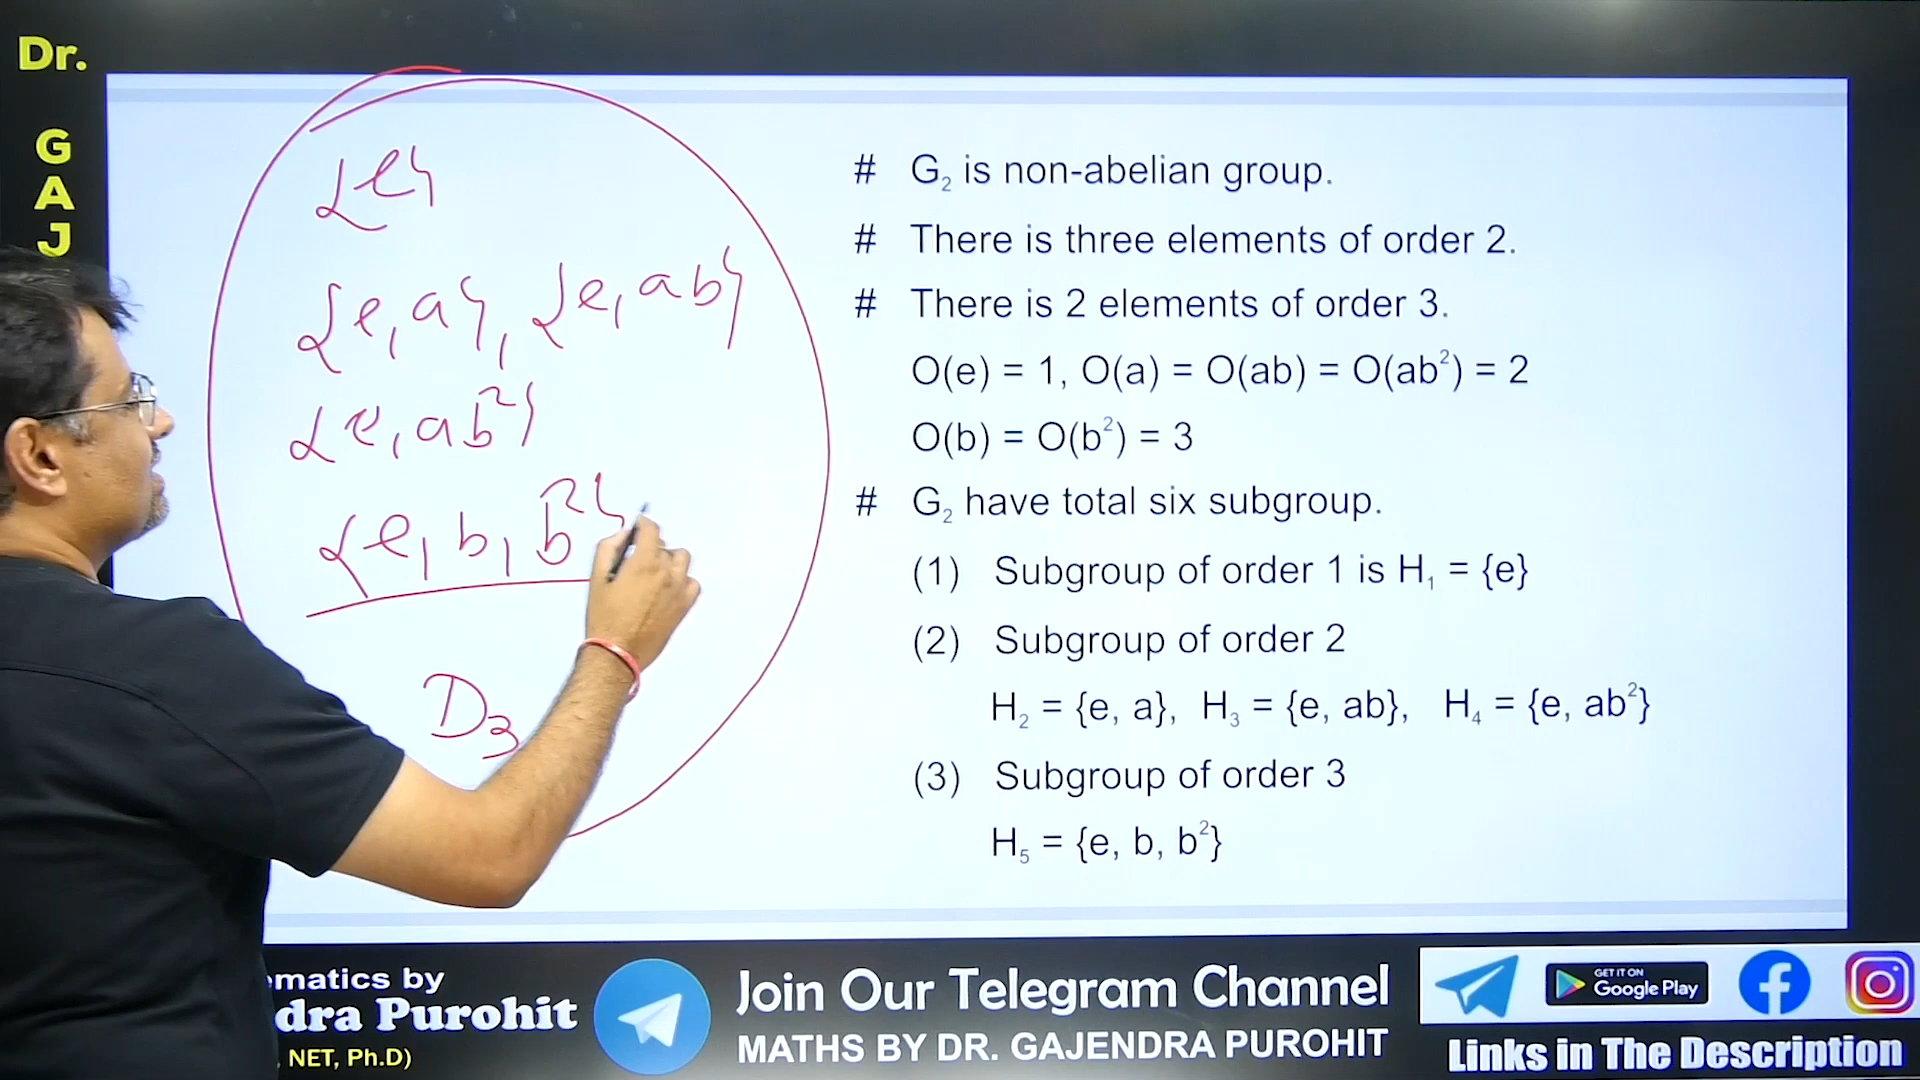 Dr.
G
A
J
{e}
{e, a}, {e, ab}
{e, ab²}
{e, b, b²}
D₃
# G₂ is non-abelian group.
# There is three elements of order 2.
# There is 2 elements of order 3.
O(e) = 1, O(a) = O(ab) = O(ab²) = 2
O(b) = O(b²) = 3
# G₂ have total six subgroup.
(1) Subgroup of order 1 is H₁ = {e}
(2) Subgroup of order 2
H₂ = {e, a}, H₃ = {e, ab}, H₄ = {e, ab²}
(3) Subgroup of order 3
H₅ = {e, b, b²}
ematics by
dra Purohit
, NET, Ph.D)
Join Our Telegram Channel
MATHS BY DR. GAJENDRA PUROHIT
GET IT ON
Google Play
Links in The Description